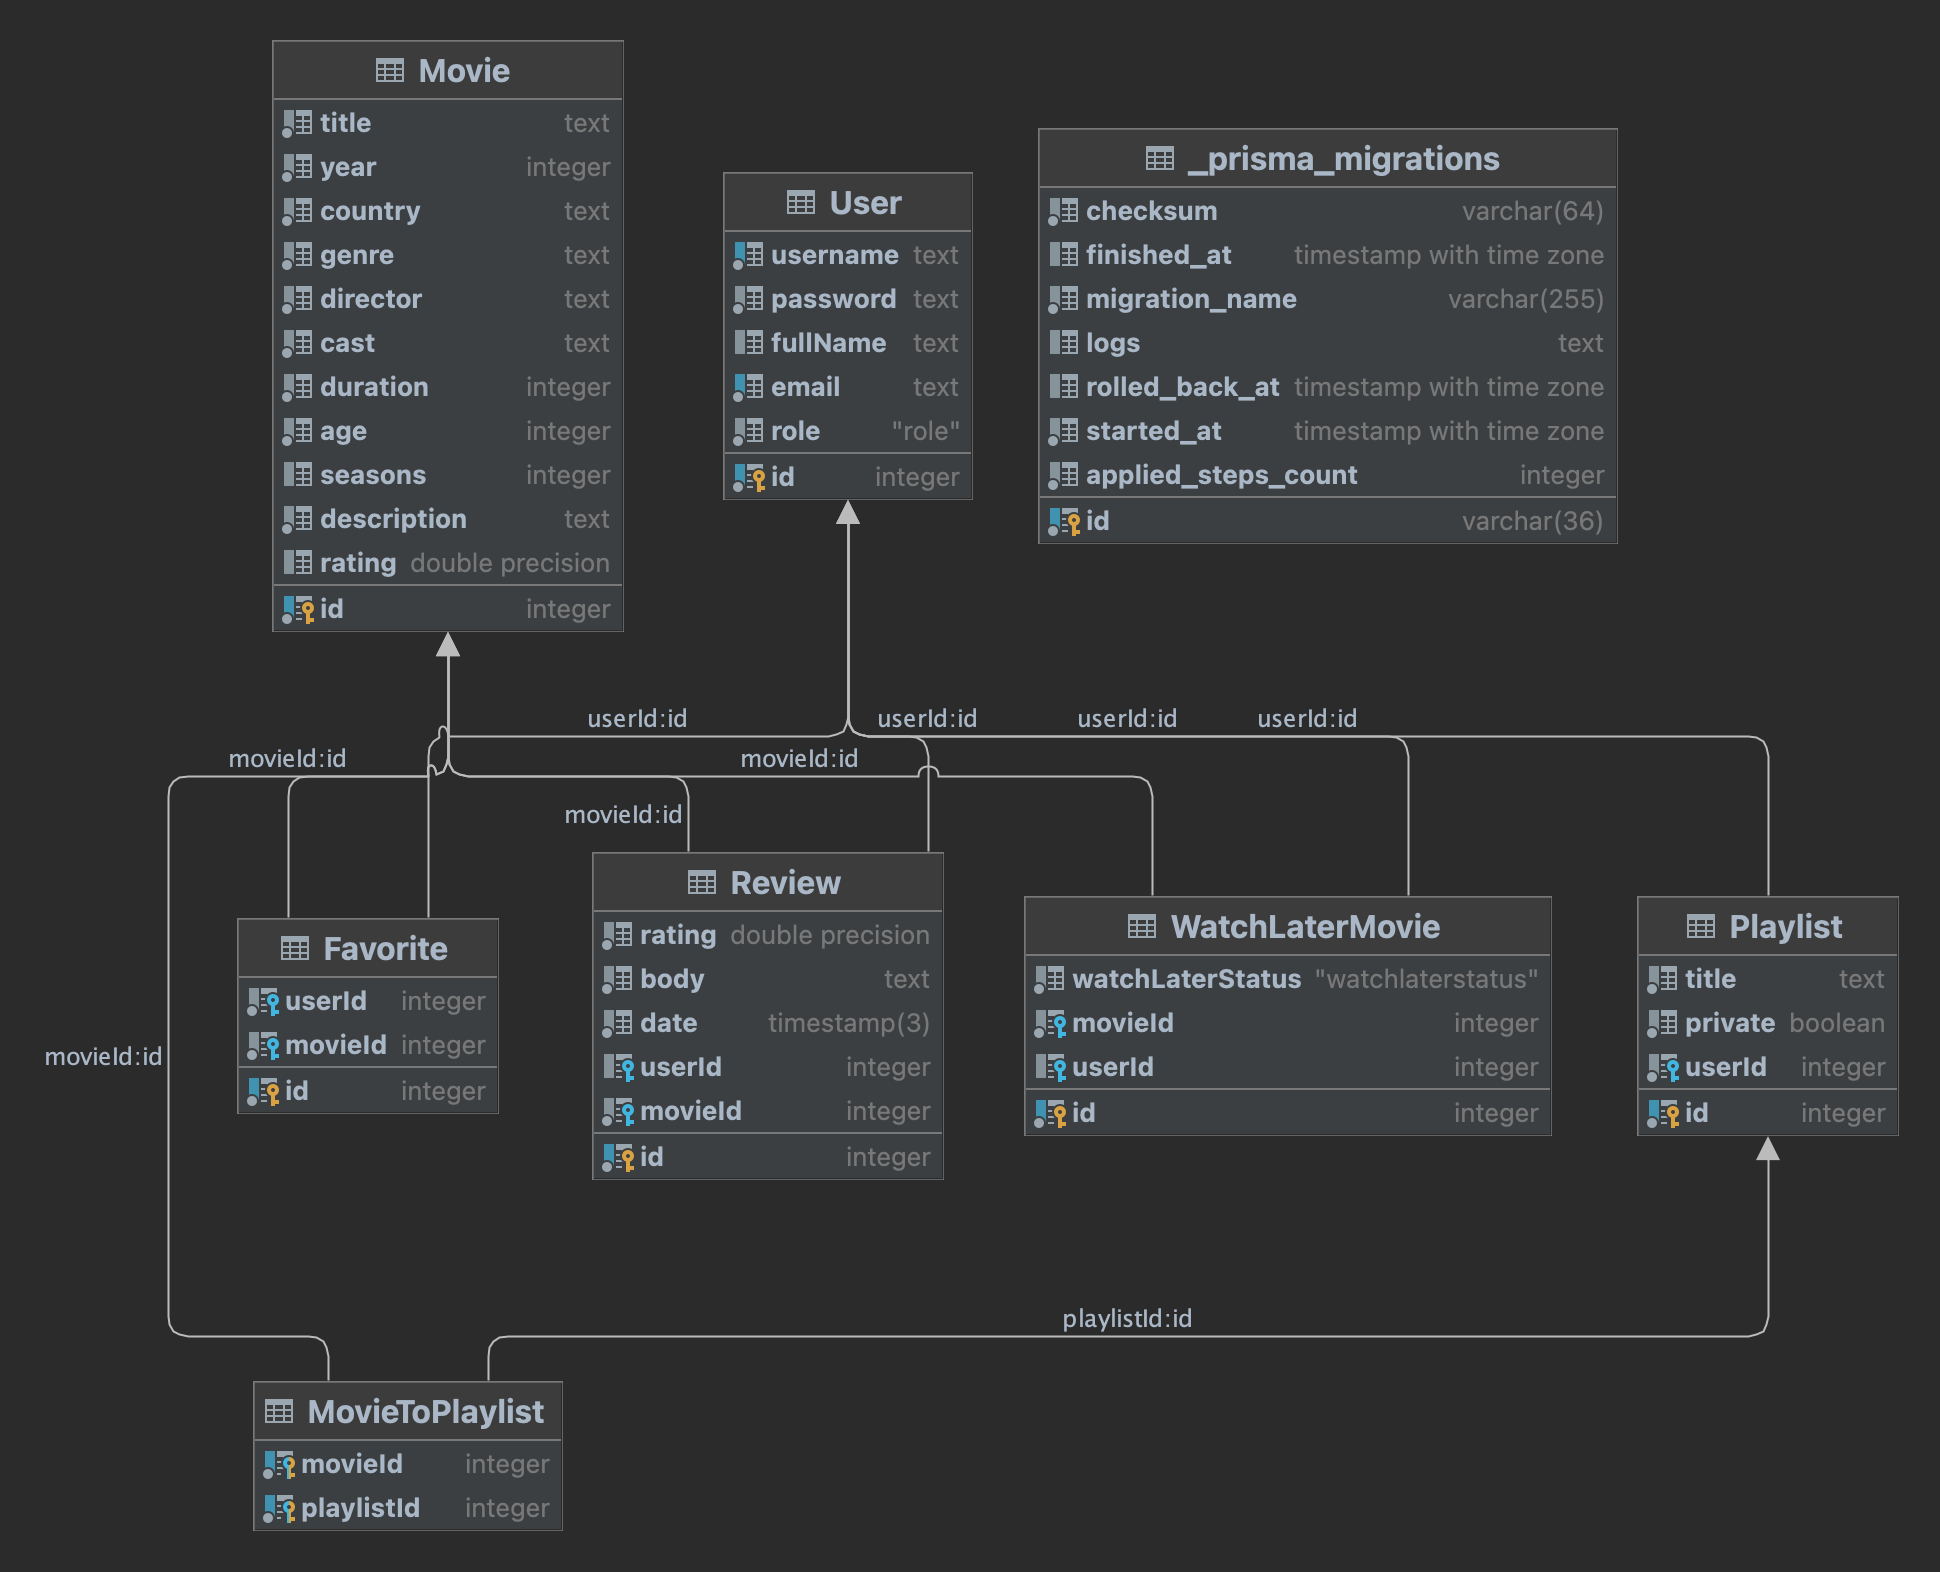 Movie
title text
year integer
country text
genre text
director text
cast text
duration integer
age integer
seasons integer
description text
rating double precision
id integer
User
username text
password text
fullName text
email text
role "role"
id integer
_prisma_migrations
checksum varchar(64)
finished_at timestamp with time zone
migration_name varchar(255)
logs text
rolled_back_at timestamp with time zone
started_at timestamp with time zone
applied_steps_count integer
id varchar(36)
userId:id
userId:id
userId:id
userId:id
movieId:id
movieId:id
movieId:id
movieId:id
Favorite
userId integer
movieId integer
id integer
Review
rating double precision
body text
date timestamp(3)
userId integer
movieId integer
id integer
WatchLaterMovie
watchLaterStatus "watchlaterstatus"
movieId integer
userId integer
id integer
Playlist
title text
private boolean
userId integer
id integer
playlistId:id
MovieToPlaylist
movieId integer
playlistId integer